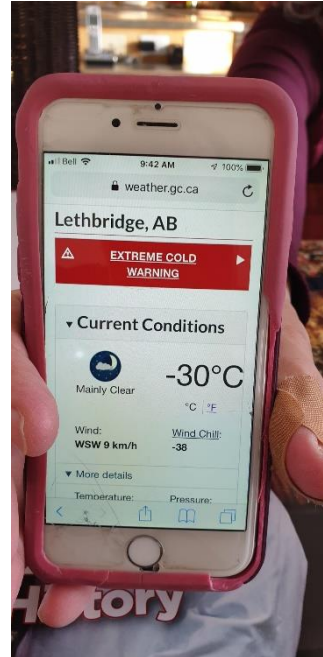 Bell 9:42 AM 100%
weather.gc.ca
Lethbridge, AB
EXTREME COLD
WARNING
Current Conditions
-30°C
Mainly Clear
°C °F
Wind: Wind Chill:
WSW 9 km/h -38
More details
Temperature: Pressure:
History